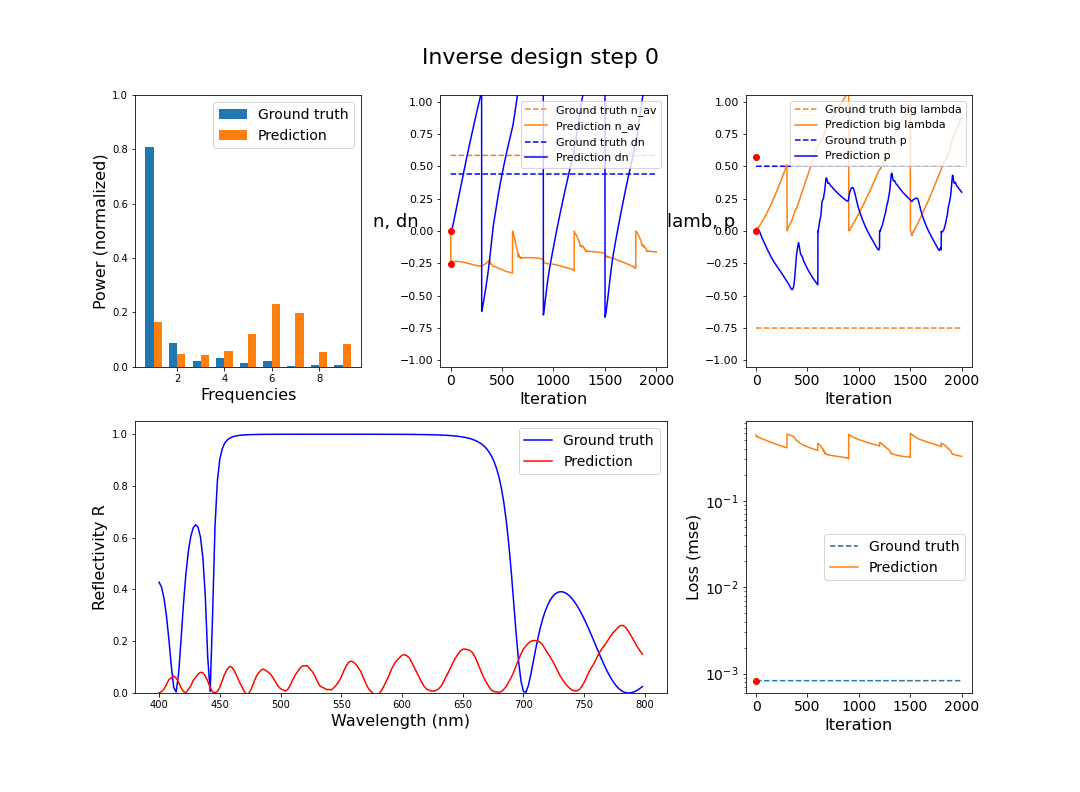 Inverse design step 0
Power (normalized)
1.0
0.8
0.6
0.4
0.2
0.0
2
4
6
8
Frequencies
Ground truth
Prediction
n, dn
1.00
0.75
0.50
0.25
0.00
−0.25
−0.50
−0.75
−1.00
0
500
1000
1500
2000
Iteration
Ground truth n_av
Prediction n_av
Ground truth dn
Prediction dn
lamb, p
1.00
0.75
0.50
0.25
0.00
−0.25
−0.50
−0.75
−1.00
0
500
1000
1500
2000
Iteration
Ground truth big lambda
Prediction big lambda
Ground truth p
Prediction p
Reflectivity R
1.0
0.8
0.6
0.4
0.2
0.0
400
450
500
550
600
650
700
750
800
Wavelength (nm)
Ground truth
Prediction
Loss (mse)
10⁻¹
10⁻²
10⁻³
0
500
1000
1500
2000
Iteration
Ground truth
Prediction